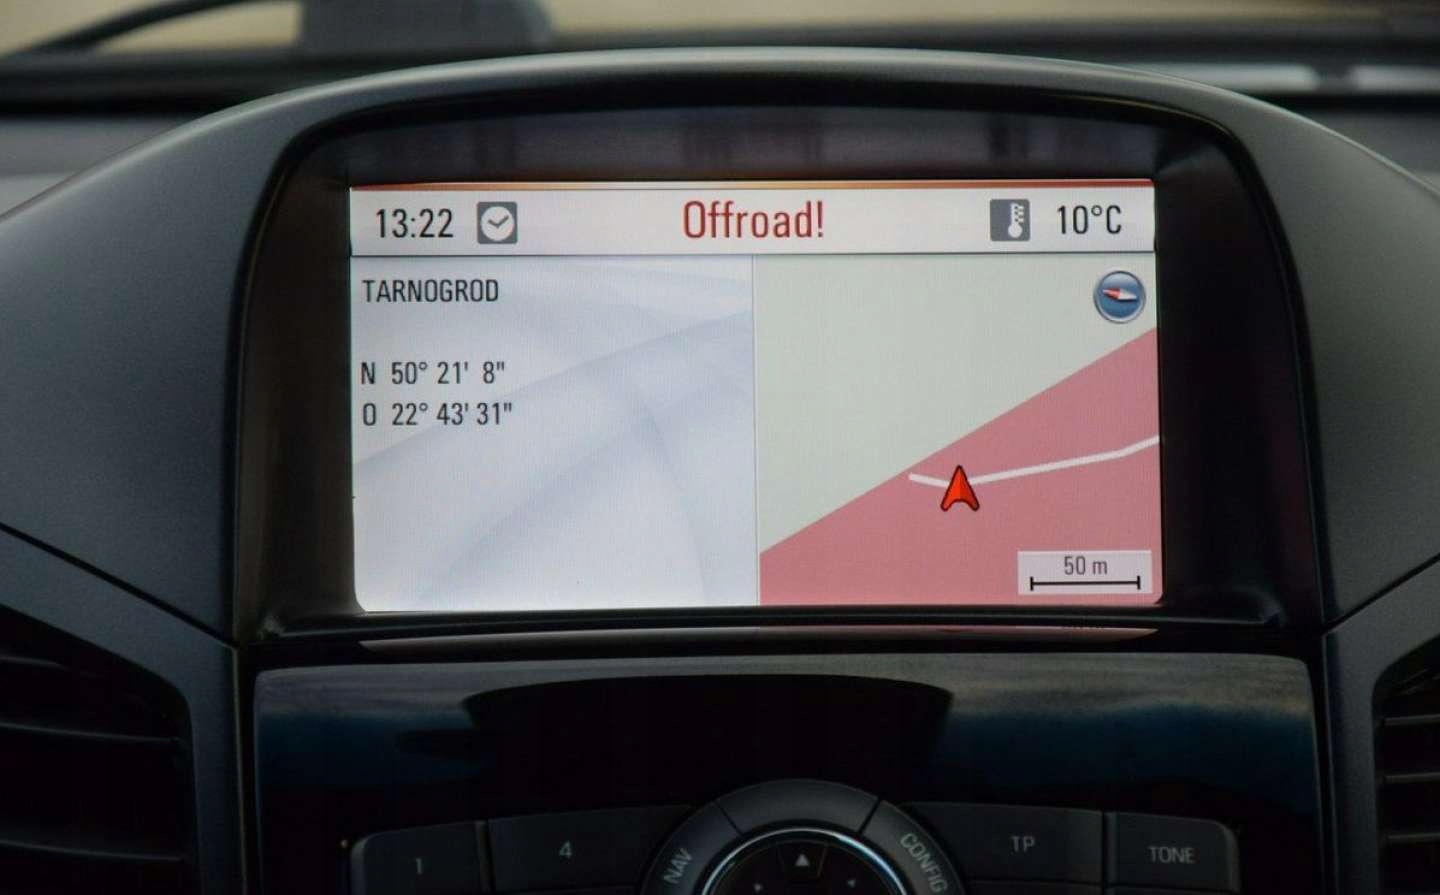 13:22 Offroad! 10°C
TARNOGROD
N 50° 21' 8"
O 22° 43' 31"
50 m
1 4 NAV CONFIG TP TONE